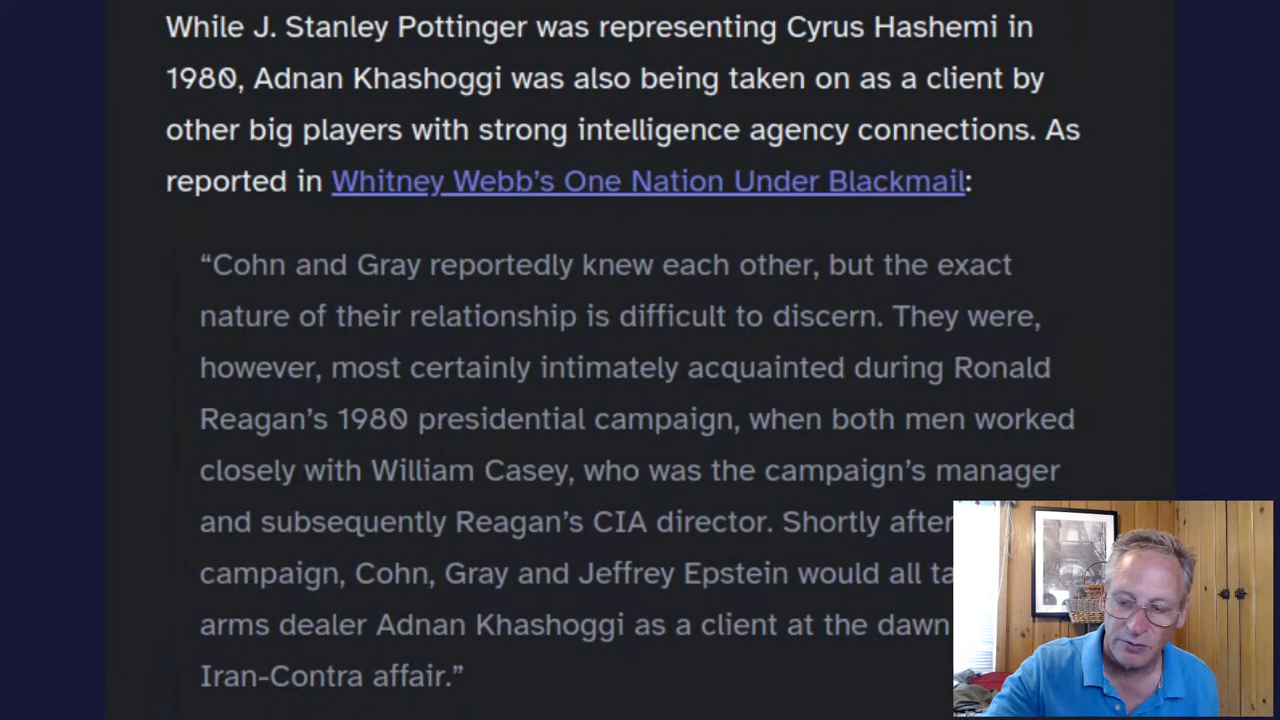 While J. Stanley Pottinger was representing Cyrus Hashemi in
1980, Adnan Khashoggi was also being taken on as a client by
other big players with strong intelligence agency connections. As
reported in Whitney Webb’s One Nation Under Blackmail:
“Cohn and Gray reportedly knew each other, but the exact
nature of their relationship is difficult to discern. They were,
however, most certainly intimately acquainted during Ronald
Reagan’s 1980 presidential campaign, when both men worked
closely with William Casey, who was the campaign’s manager
and subsequently Reagan’s CIA director. Shortly after
campaign, Cohn, Gray and Jeffrey Epstein would all
arms dealer Adnan Khashoggi as a client at the dawn
Iran-Contra affair.”